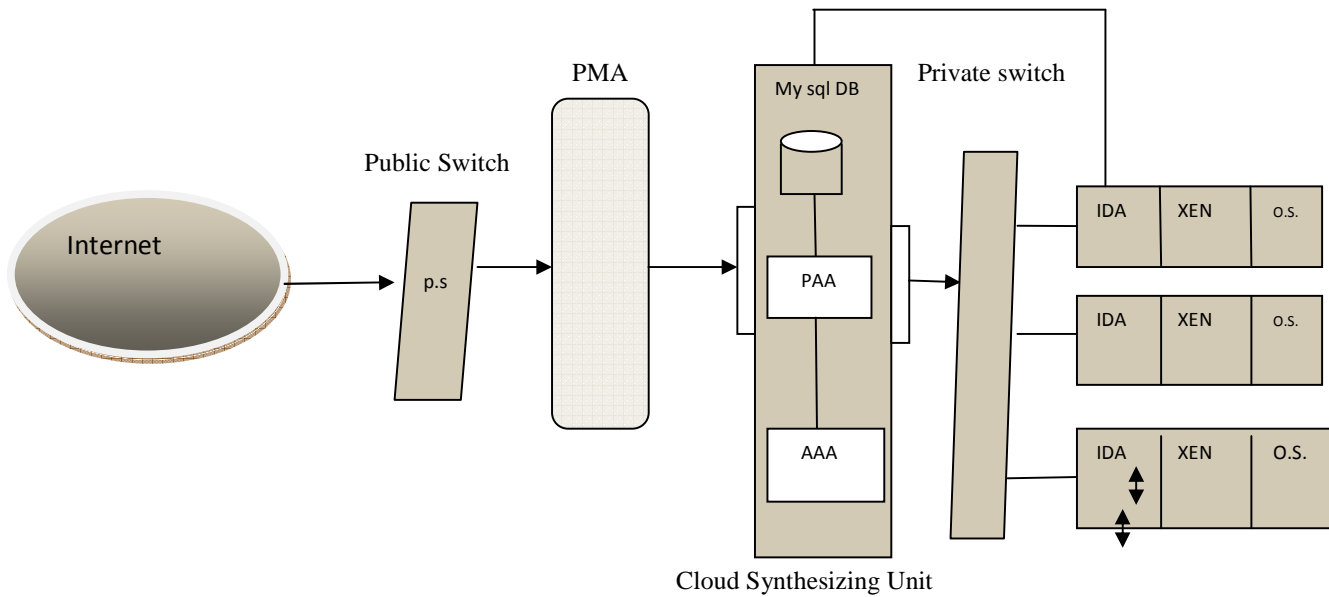 PMA
My sql DB
Private switch
Public Switch
Internet
p.s
PAA
AAA
IDA XEN O.S.
IDA XEN O.S.
IDA XEN O.S.
Cloud Synthesizing Unit